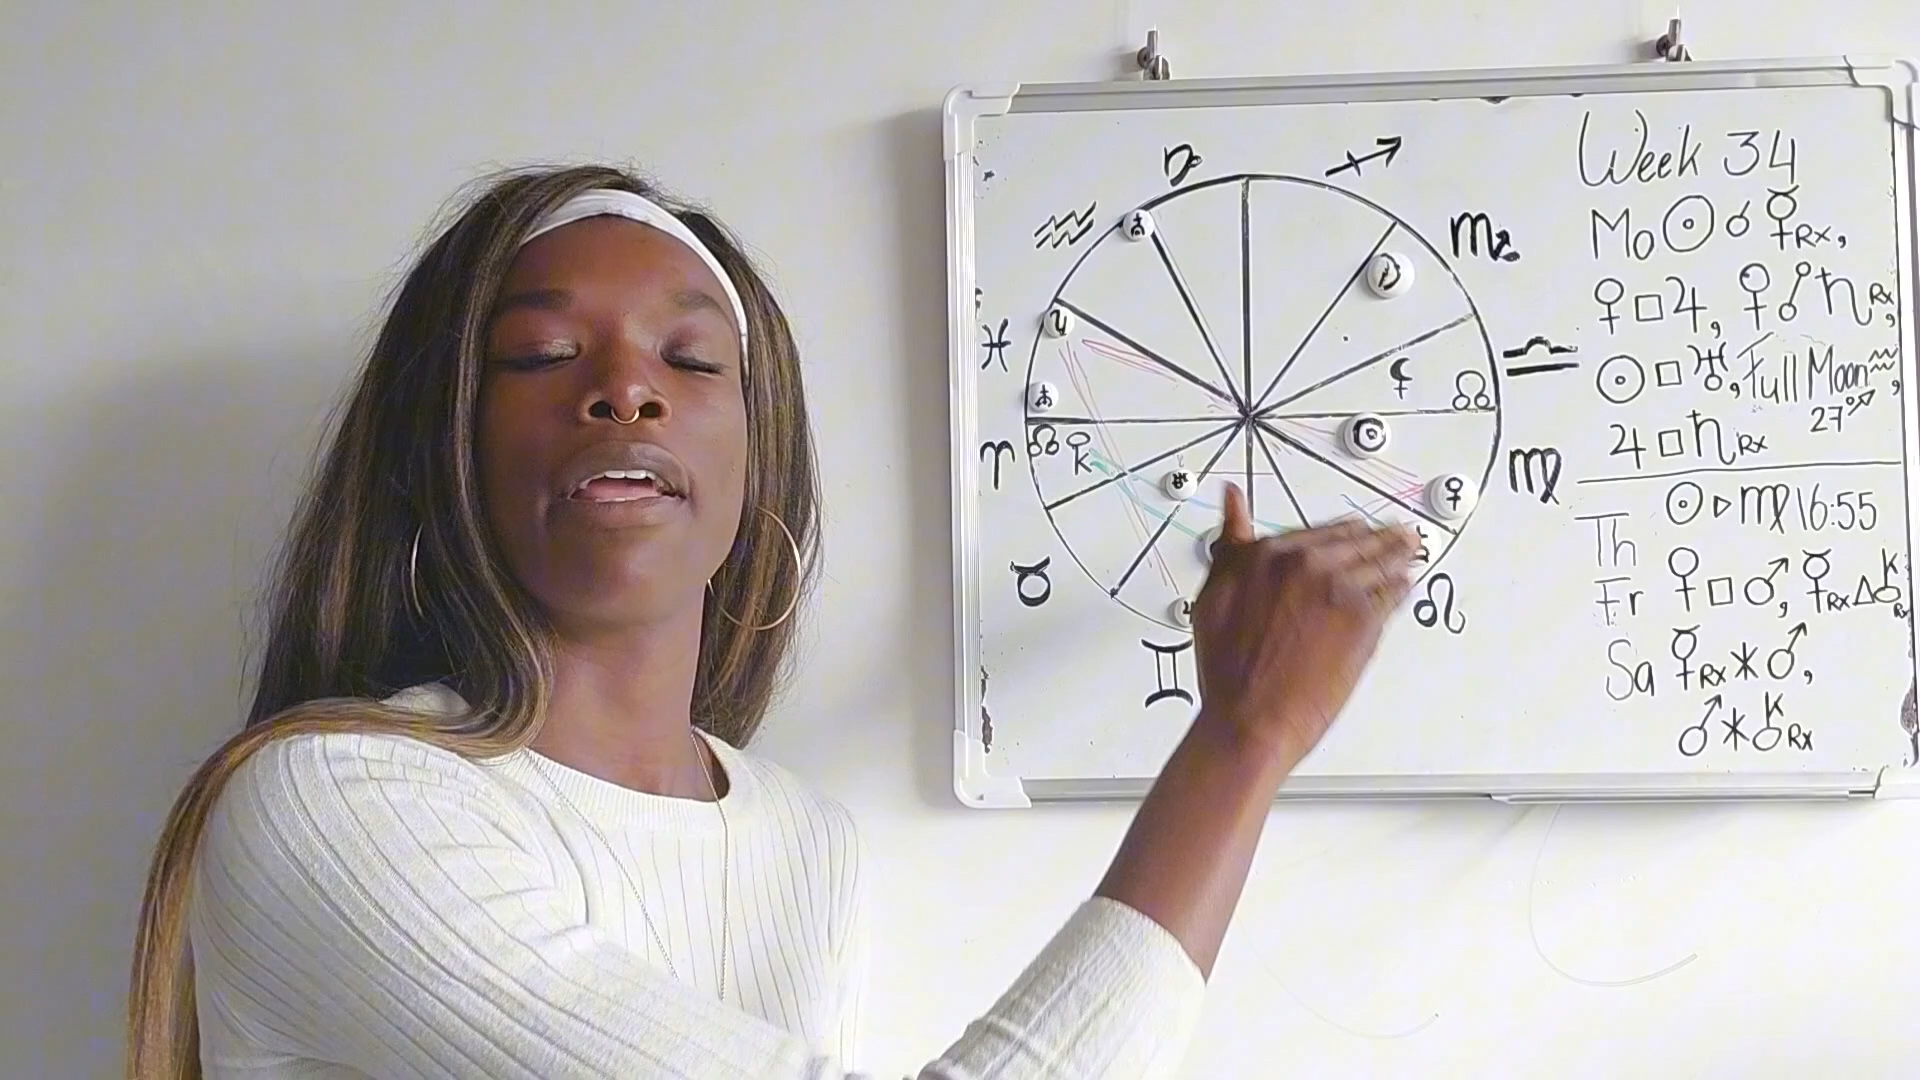 ♑ ♐
♒ ♏
♓ ♎
♈ ♍
♉ ♌
♊
☽
♆
⚸ ☊
☊
☉
♅ ♀
♃
Week 34
Mo ☉ ☌ ☿Rx,
♀ □ ♃, ♀ ☍ ♄Rx,
☉ □ ♅, Full Moon ♒,
27°
♃ □ ♄Rx
Th ☉ ▷ ♍ 16:55
Fr ♀ □ ♂, ☿Rx △ ⚷Rx
Sa ☿Rx ⚹ ♂,
♂ ⚹ ⚷Rx